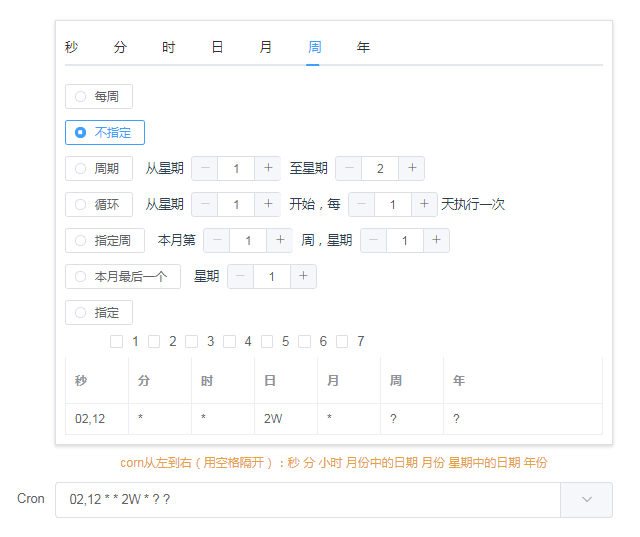 秒 分 时 日 月 周 年
每周
不指定
周期 从星期 − 1 + 至星期 − 2 +
循环 从星期 − 1 + 开始，每 − 1 + 天执行一次
指定周 本月第 − 1 + 周，星期 − 1 +
本月最后一个 星期 − 1 +
指定
1 2 3 4 5 6 7
秒 分 时 日 月 周 年
02,12 * * 2W * ? ?
corn从左到右（用空格隔开）：秒 分 小时 月份中的日期 月份 星期中的日期 年份
Cron 02,12 * * 2W * ? ?